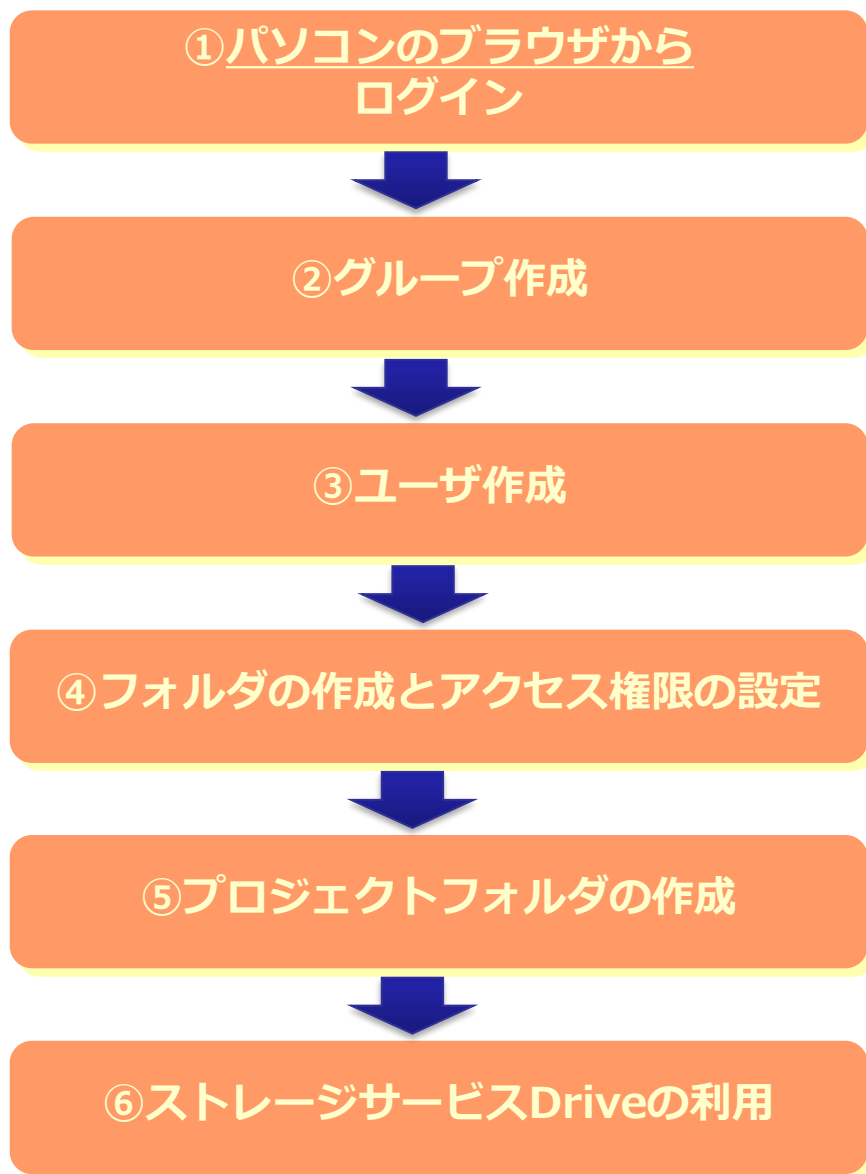 ①パソコンのブラウザから
ログイン
②グループ作成
③ユーザ作成
④フォルダの作成とアクセス権限の設定
⑤プロジェクトフォルダの作成
⑥ストレージサービスDriveの利用